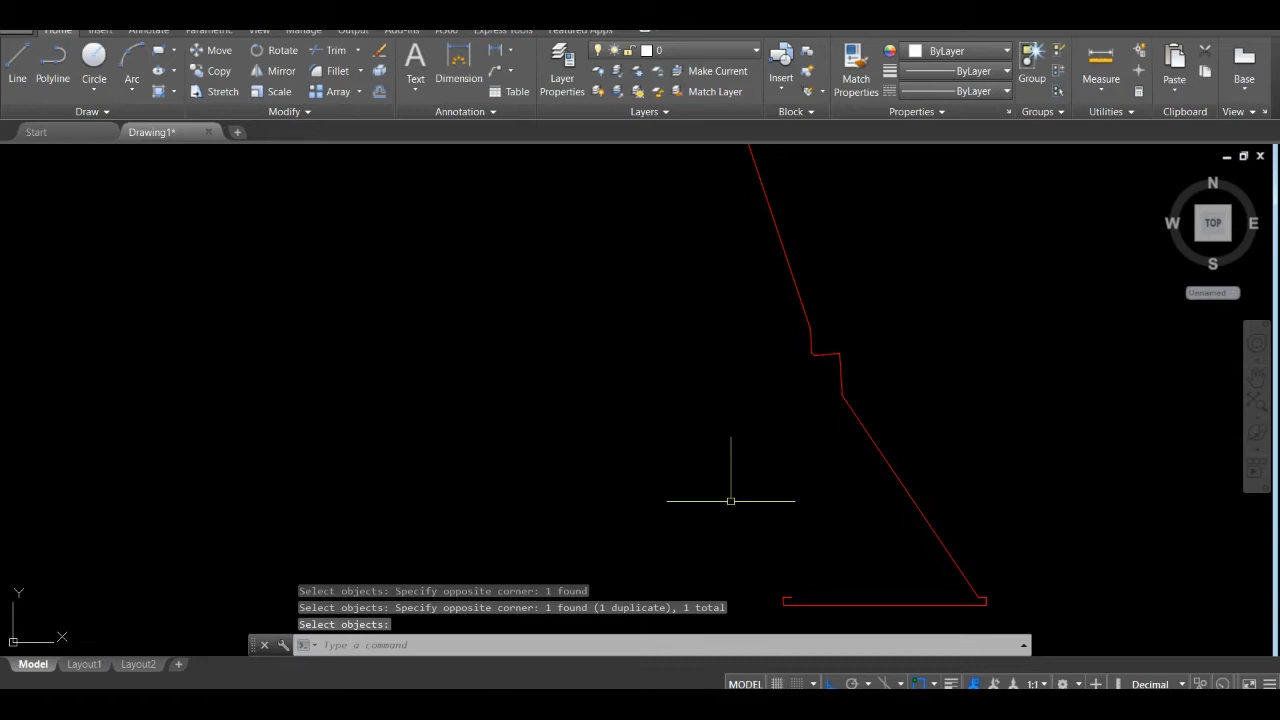 Home Insert Annotate Parametric View Manage Output Add-ins A360 Express Tools Featured Apps
Line Polyline Circle Arc
Move Rotate Trim
Copy Mirror Fillet
Stretch Scale Array
Text Dimension
Table
Layer Properties
0
Make Current
Match Layer
Insert
Match Properties
ByLayer
ByLayer
ByLayer
Group
Measure
Paste
Base
Draw Modify Annotation Layers Block Properties Groups Utilities Clipboard View
Start Drawing1*
N
W TOP E
S
Unnamed
Y
X
Select objects: Specify opposite corner: 1 found
Select objects: Specify opposite corner: 1 found (1 duplicate), 1 total
Select objects:
Type a command
Model Layout1 Layout2
MODEL 1:1 Decimal